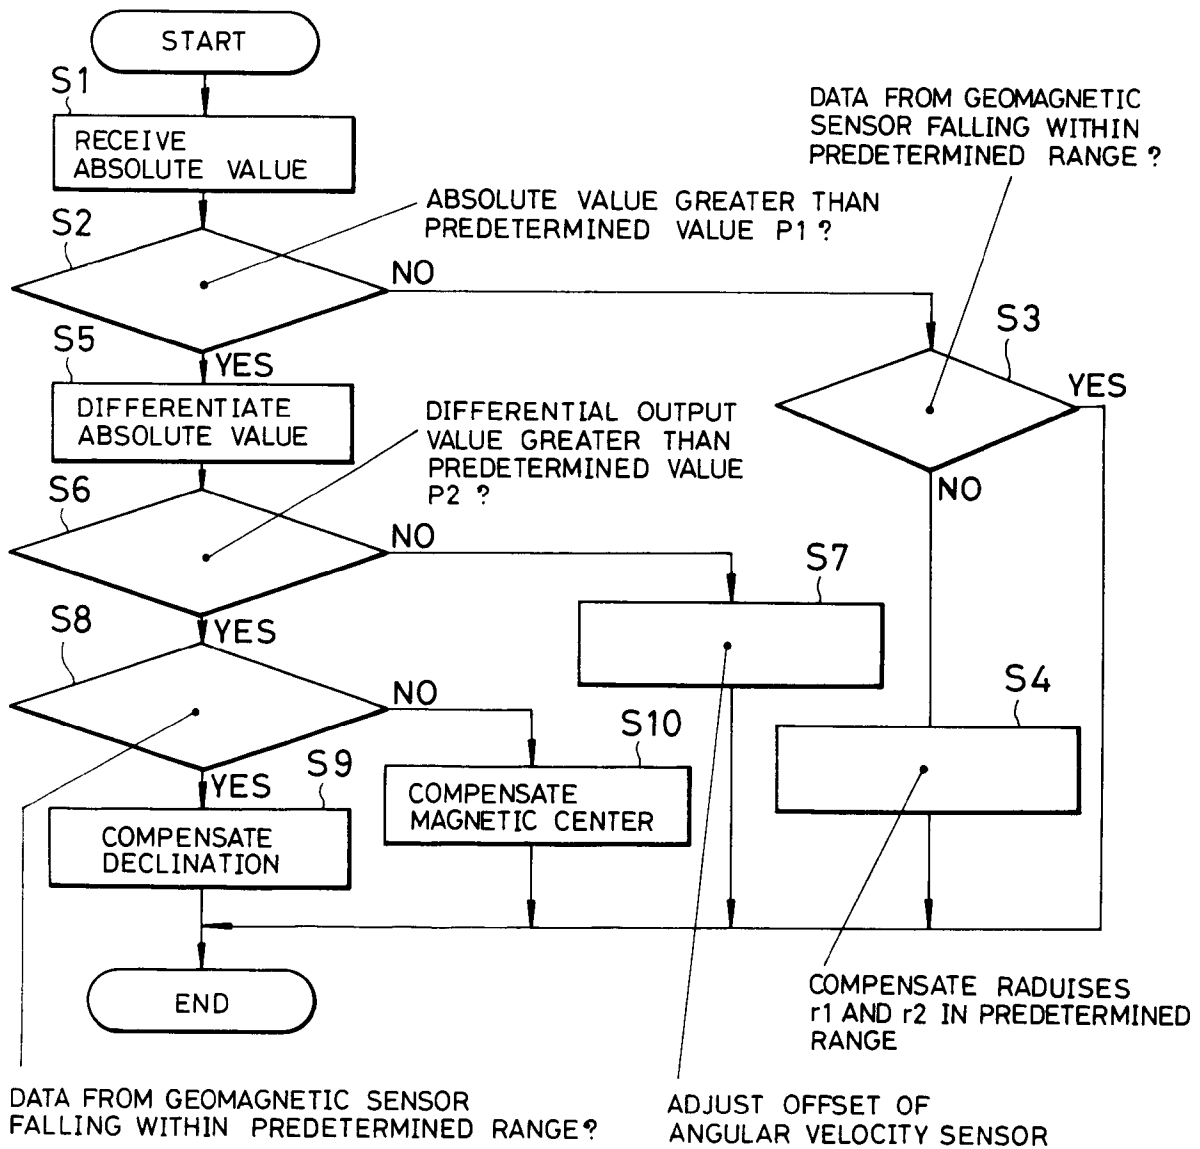 START
S1
RECEIVE
ABSOLUTE VALUE
DATA FROM GEOMAGNETIC
SENSOR FALLING WITHIN
PREDETERMINED RANGE ?
S2
ABSOLUTE VALUE GREATER THAN
PREDETERMINED VALUE P1 ?
NO
YES
S3
YES
NO
S5
DIFFERENTIATE
ABSOLUTE VALUE
DIFFERENTIAL OUTPUT
VALUE GREATER THAN
PREDETERMINED VALUE
P2 ?
S6
NO
YES
S7
S8
NO
YES
S4
S10
COMPENSATE
MAGNETIC CENTER
S9
COMPENSATE
DECLINATION
END
COMPENSATE RADUISES
r1 AND r2 IN PREDETERMINED
RANGE
DATA FROM GEOMAGNETIC SENSOR
FALLING WITHIN PREDETERMINED RANGE?
ADJUST OFFSET OF
ANGULAR VELOCITY SENSOR